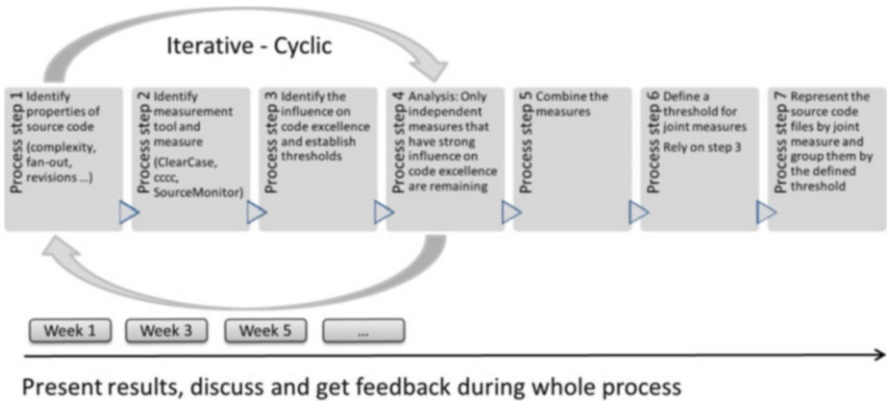 Iterative - Cyclic
Process step 1
Identify
properties of
source code
(complexity,
fan-out,
revisions ...)
Process step 2
Identify
measurement
tool and
measure
(ClearCase,
cccc,
SourceMonitor)
Process step 3
Identify the
influence on
code excellence
and establish
thresholds
Process step 4
Analysis: Only
independent
measures that
have strong
influence on
code excellence
are remaining
Process step 5
Combine the
measures
Process step 6
Define a
threshold for
joint measures
Rely on step 3
Process step 7
Represent the
source code
files by joint
measure and
group them by
the defined
threshold
Week 1
Week 3
Week 5
...
Present results, discuss and get feedback during whole process